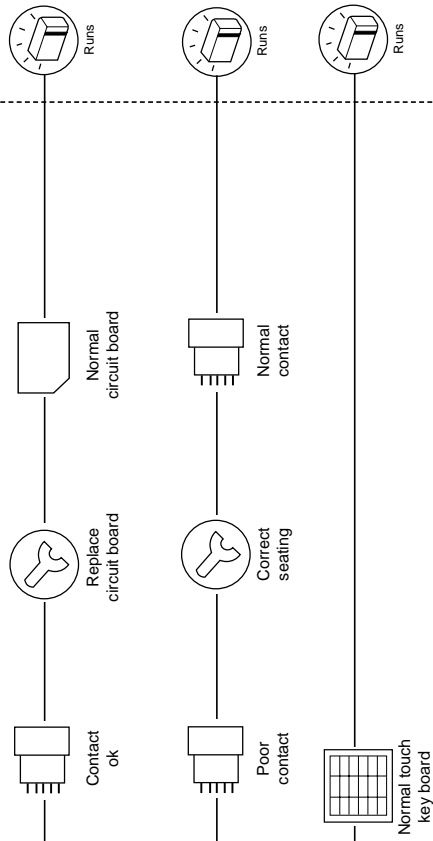 Contact
ok
Replace
circuit board
Normal
circuit board
Runs
Poor
contact
Correct
seating
Normal
contact
Runs
Normal touch
key board
Runs